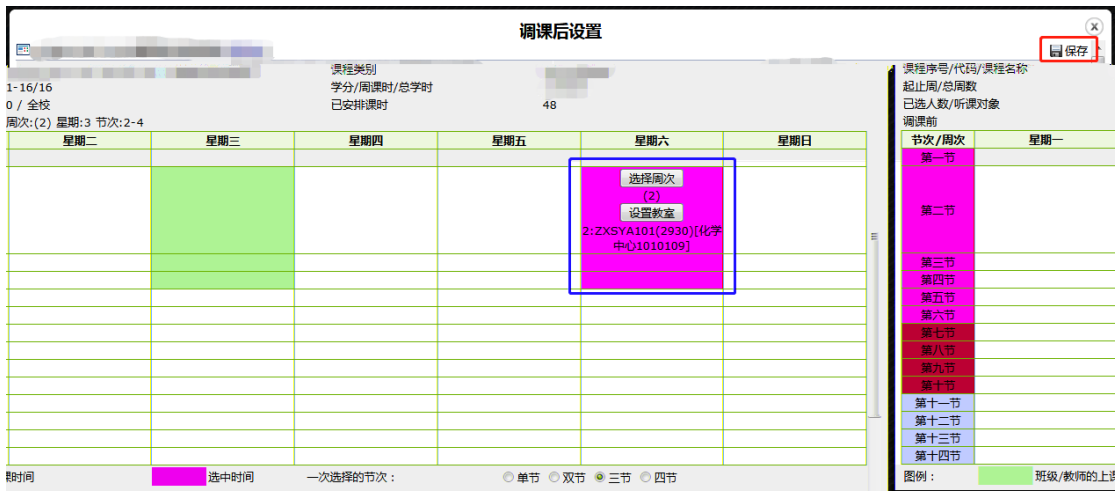 调课后设置
保存
课程类别
1-16/16
学分/周课时/总学时
0 / 全校
已安排课时
48
周次:(2) 星期:3 节次:2-4
星期二
星期三
星期四
星期五
星期六
星期日
选择周次
(2)
设置教室
2:ZXSYA101(2930)[化学
中心1010109]
课时间
选中时间
一次选择的节次：
单节
双节
三节
四节
课程序号/代码/课程名称
起止周/总周数
已选人数/听课对象
调课前
节次/周次
星期一
第一节
第二节
第三节
第四节
第五节
第六节
第七节
第八节
第九节
第十节
第十一节
第十二节
第十三节
第十四节
图例：
班级/教师的上课